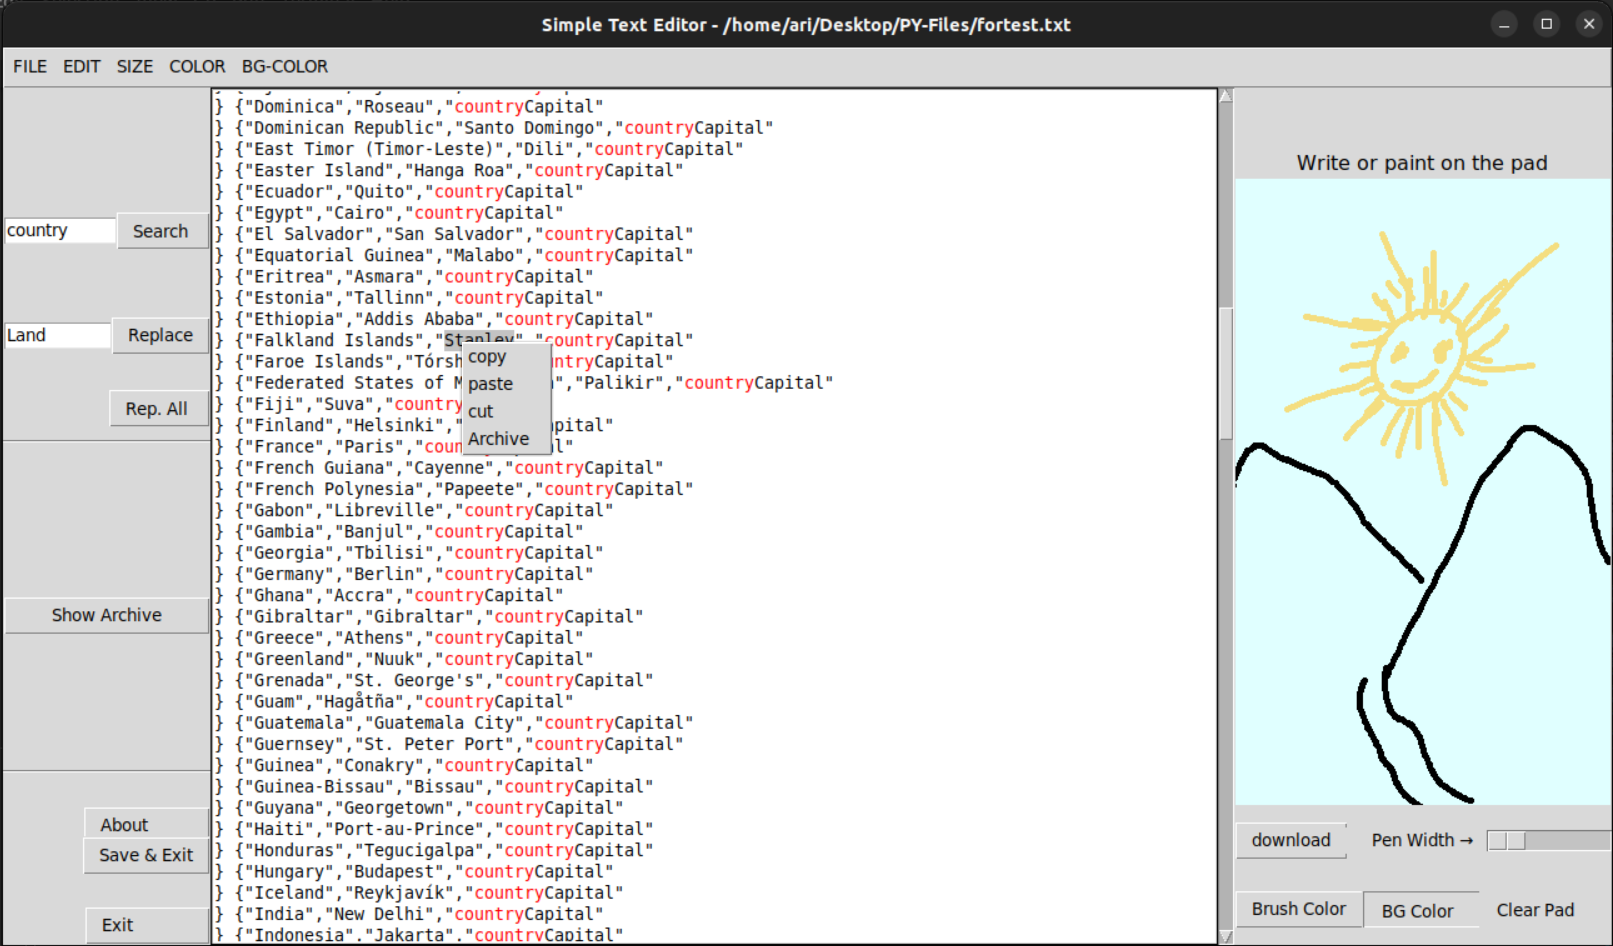 Simple Text Editor - /home/ari/Desktop/PY-Files/fortest.txt
FILE EDIT SIZE COLOR BG-COLOR
country Search
Land Replace
Rep. All
Show Archive
About
Save & Exit
Exit
} {"Dominica","Roseau","countryCapital"
} {"Dominican Republic","Santo Domingo","countryCapital"
} {"East Timor (Timor-Leste)","Dili","countryCapital"
} {"Easter Island","Hanga Roa","countryCapital"
} {"Ecuador","Quito","countryCapital"
} {"Egypt","Cairo","countryCapital"
} {"El Salvador","San Salvador","countryCapital"
} {"Equatorial Guinea","Malabo","countryCapital"
} {"Eritrea","Asmara","countryCapital"
} {"Estonia","Tallinn","countryCapital"
} {"Ethiopia","Addis Ababa","countryCapital"
} {"Falkland Islands","Stanley","countryCapital"
} {"Faroe Islands","Tórsh untryCapital"
} {"Federated States of M ","Palikir","countryCapital"
} {"Fiji","Suva","country
} {"Finland","Helsinki"," apital"
} {"France","Paris","coun l"
} {"French Guiana","Cayenne","countryCapital"
} {"French Polynesia","Papeete","countryCapital"
} {"Gabon","Libreville","countryCapital"
} {"Gambia","Banjul","countryCapital"
} {"Georgia","Tbilisi","countryCapital"
} {"Germany","Berlin","countryCapital"
} {"Ghana","Accra","countryCapital"
} {"Gibraltar","Gibraltar","countryCapital"
} {"Greece","Athens","countryCapital"
} {"Greenland","Nuuk","countryCapital"
} {"Grenada","St. George's","countryCapital"
} {"Guam","Hagåtña","countryCapital"
} {"Guatemala","Guatemala City","countryCapital"
} {"Guernsey","St. Peter Port","countryCapital"
} {"Guinea","Conakry","countryCapital"
} {"Guinea-Bissau","Bissau","countryCapital"
} {"Guyana","Georgetown","countryCapital"
} {"Haiti","Port-au-Prince","countryCapital"
} {"Honduras","Tegucigalpa","countryCapital"
} {"Hungary","Budapest","countryCapital"
} {"Iceland","Reykjavík","countryCapital"
} {"India","New Delhi","countryCapital"
} {"Indonesia","Jakarta","countryCapital"
copy
paste
cut
Archive
Write or paint on the pad
download Pen Width →
Brush Color BG Color Clear Pad